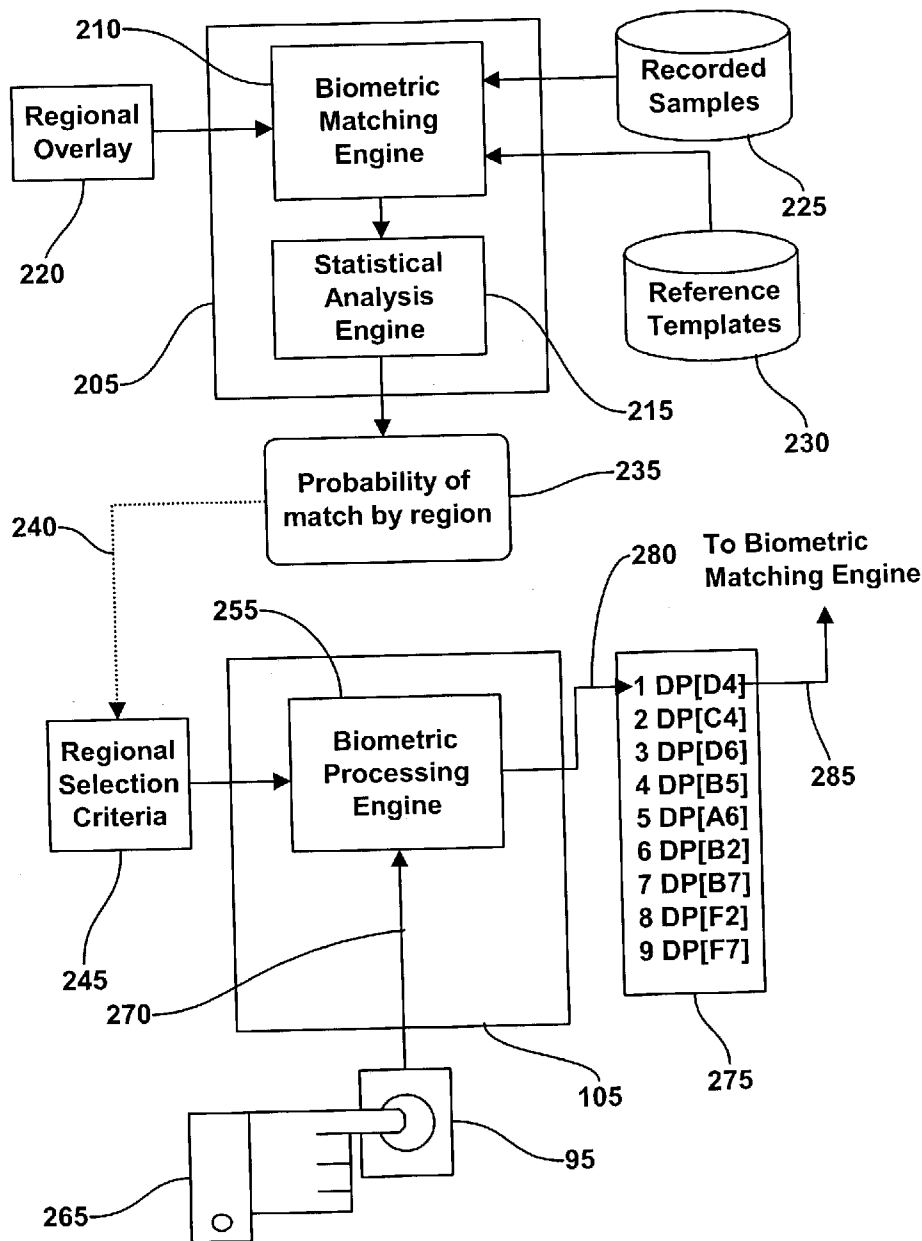 210
Biometric
Matching
Engine
Recorded
Samples
Regional
Overlay
225
220
Statistical
Analysis
Engine
Reference
Templates
205
215
230
Probability of
match by region
235
240
280
To Biometric
Matching Engine
255
Regional
Selection
Criteria
Biometric
Processing
Engine
1 DP[D4]
2 DP[C4]
3 DP[D6]
4 DP[B5]
5 DP[A6]
6 DP[B2]
7 DP[B7]
8 DP[F2]
9 DP[F7]
285
245
270
105
275
95
265